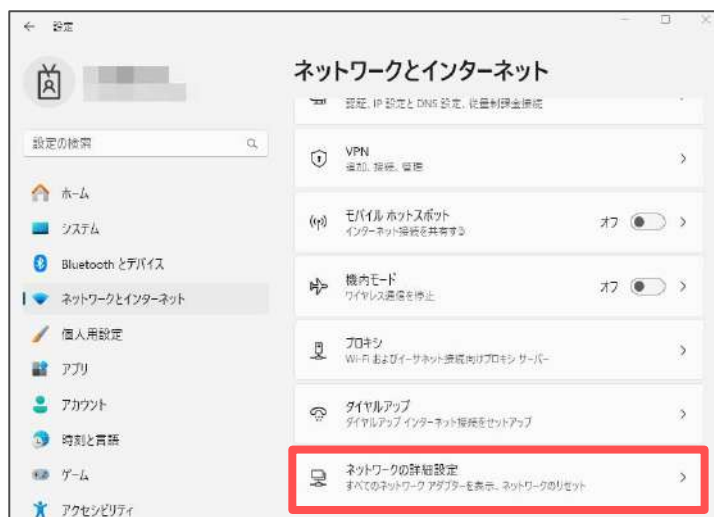 設定
ネットワークとインターネット
認証、IP 設定と DNS 設定、従量制課金接続
設定の検索
VPN
追加、接続、管理
ホーム
モバイル ホットスポット
インターネット接続を共有する
オフ
システム
Bluetooth とデバイス
機内モード
ワイヤレス通信を停止
オフ
ネットワークとインターネット
個人用設定
プロキシ
Wi-Fi およびイーサネット接続向けプロキシ サーバー
アプリ
アカウント
ダイヤルアップ
ダイヤルアップ インターネット接続をセットアップ
時刻と言語
ゲーム
ネットワークの詳細設定
すべてのネットワーク アダプターを表示、ネットワークのリセット
アクセシビリティ